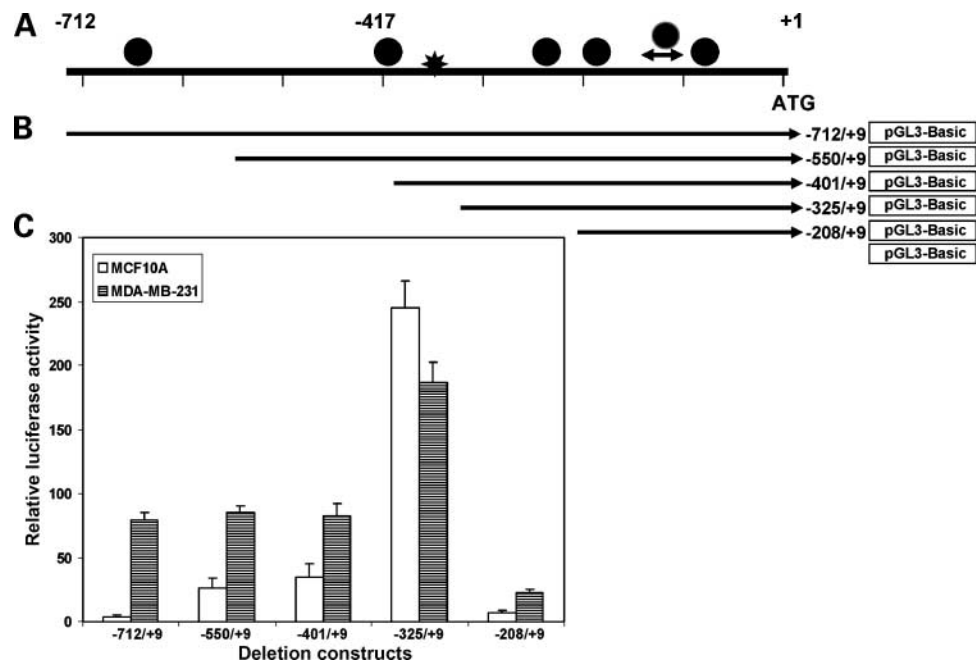 A
-712 -417 +1
ATG
B
-712/+9 pGL3-Basic
-550/+9 pGL3-Basic
-401/+9 pGL3-Basic
-325/+9 pGL3-Basic
-208/+9 pGL3-Basic
pGL3-Basic
C
300
250
200
150
100
50
0
MCF10A
MDA-MB-231
Relative luciferase activity
-712/+9 -550/+9 -401/+9 -325/+9 -208/+9
Deletion constructs